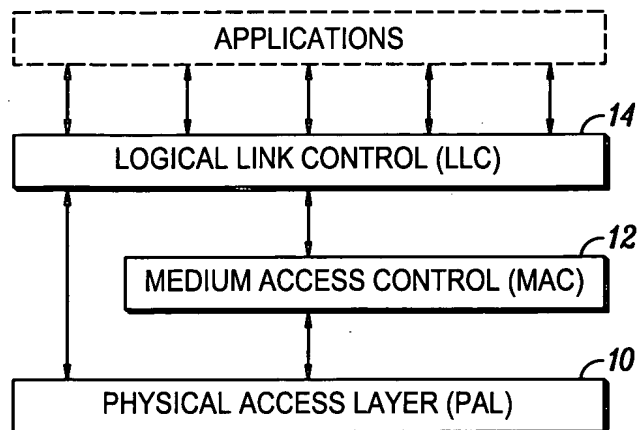 APPLICATIONS
14
LOGICAL LINK CONTROL (LLC)
12
MEDIUM ACCESS CONTROL (MAC)
10
PHYSICAL ACCESS LAYER (PAL)